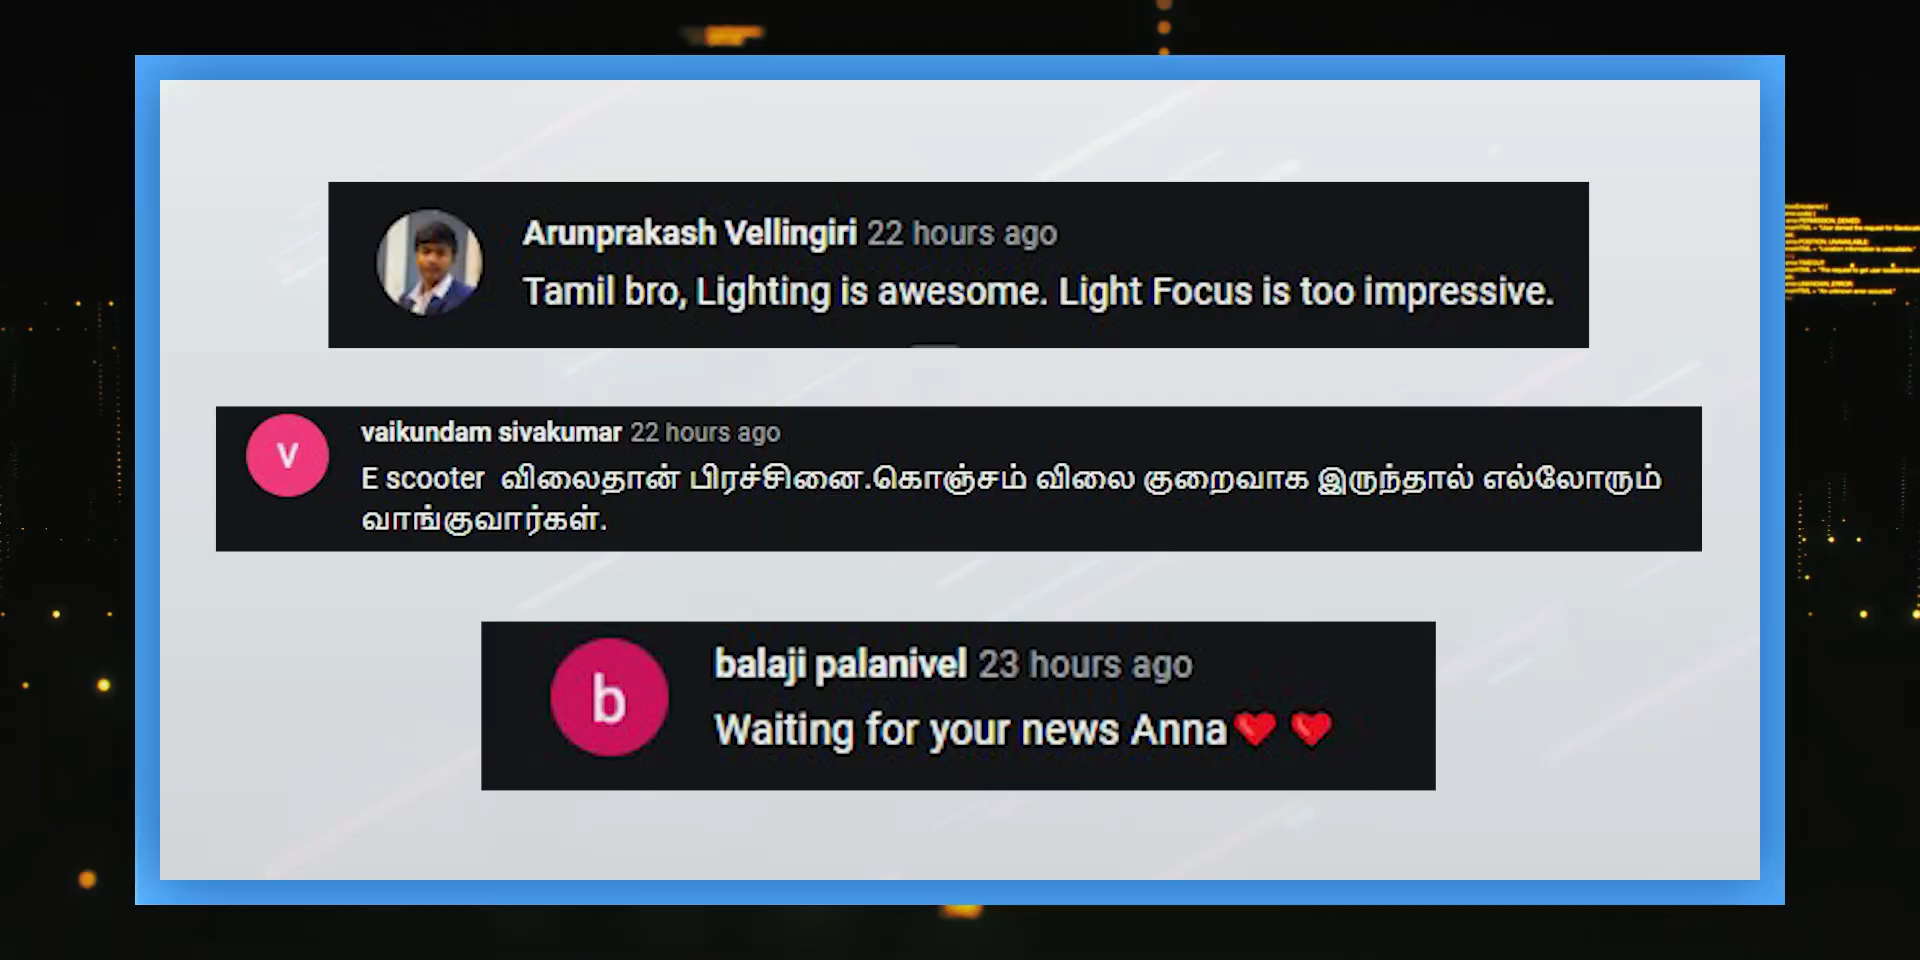 Arunprakash Vellingiri 22 hours ago
Tamil bro, Lighting is awesome. Light Focus is too impressive.
v
vaikundam sivakumar 22 hours ago
E scooter விலைதான் பிரச்சினை.கொஞ்சம் விலை குறைவாக இருந்தால் எல்லோரும்
வாங்குவார்கள்.
b
balaji palanivel 23 hours ago
Waiting for your news Anna❤️ ❤️